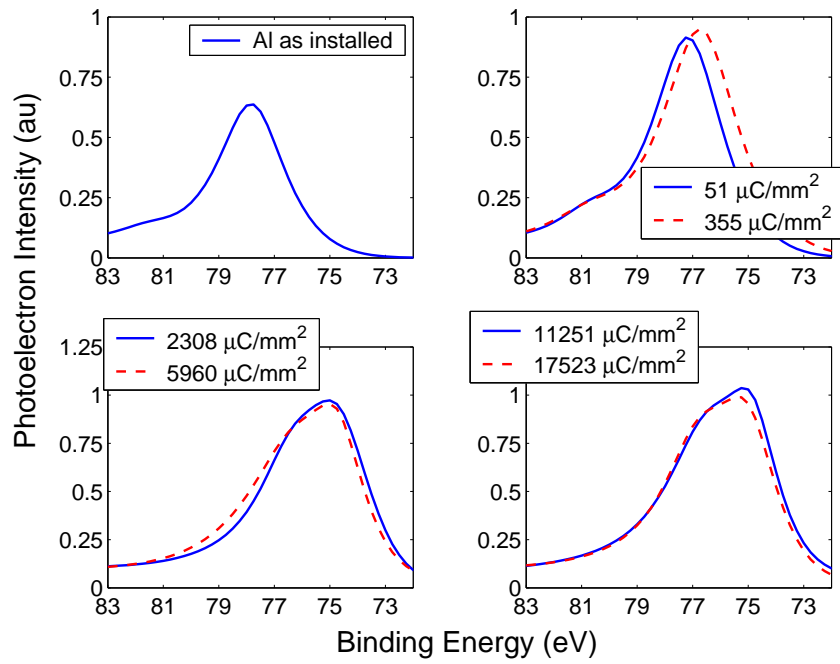 Photoelectron Intensity (au)
1
0.75
0.5
0.25
0
Al as installed
83 81 79 77 75 73
1
0.75
0.5
0.25
0
51 μC/mm²
355 μC/mm²
83 81 79 77 75 73
1.25
1
0.75
0.5
0.25
0
2308 μC/mm²
5960 μC/mm²
83 81 79 77 75 73
1
0.75
0.5
0.25
0
11251 μC/mm²
17523 μC/mm²
83 81 79 77 75 73
Binding Energy (eV)